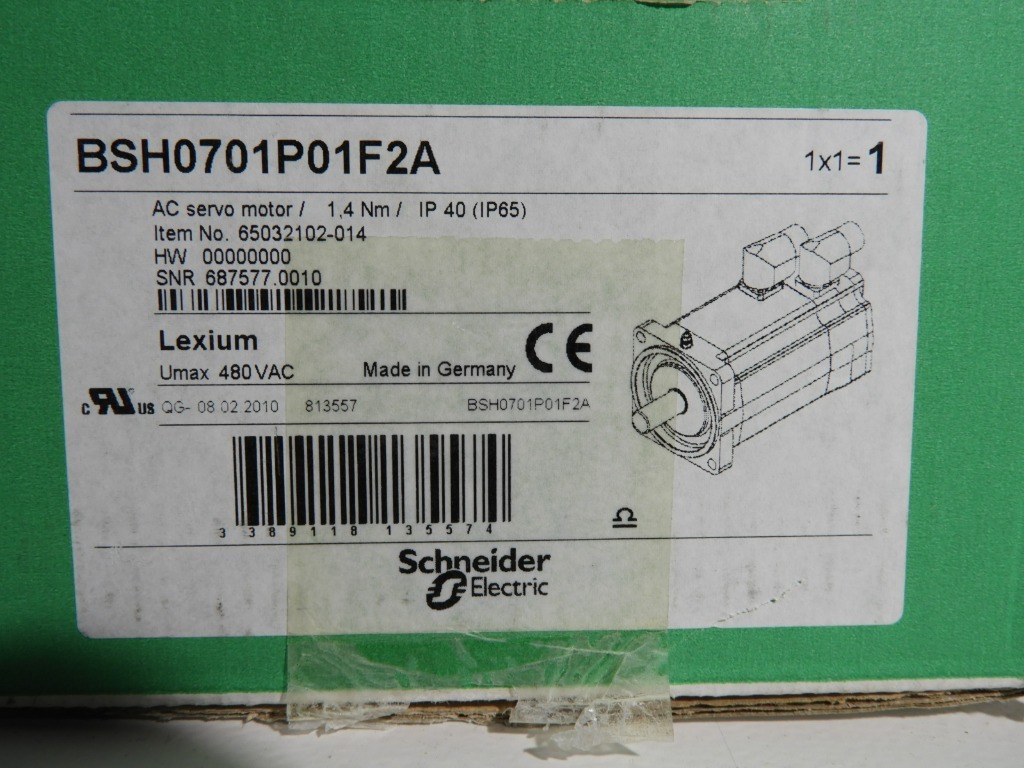 BSH0701P01F2A 1x1= 1
AC servo motor / 1,4 Nm / IP 40 (IP65)
Item No. 65032102-014
HW 00000000
SNR 687577.0010
Lexium
CE
Umax 480VAC Made in Germany
c RU US QG- 08 02 2010 813557 BSH0701P01F2A
3 389118 135574
Schneider
Electric